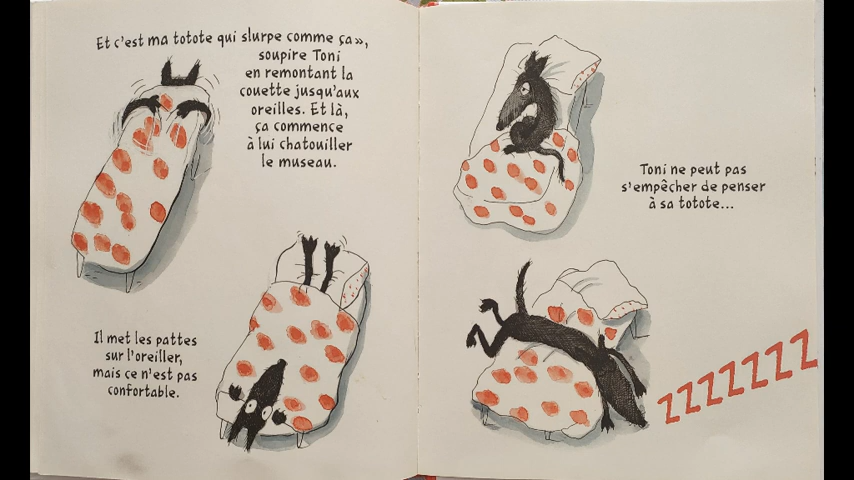 Et c'est ma totote qui slurpe comme ça»,
soupire Toni
en remontant la
couette jusqu'aux
oreilles. Et là,
ça commence
à lui chatouiller
le museau.
Il met les pattes
sur l'oreiller,
mais ce n'est pas
confortable.
Toni ne peut pas
s'empêcher de penser
à sa totote...
ZZZZZZZ